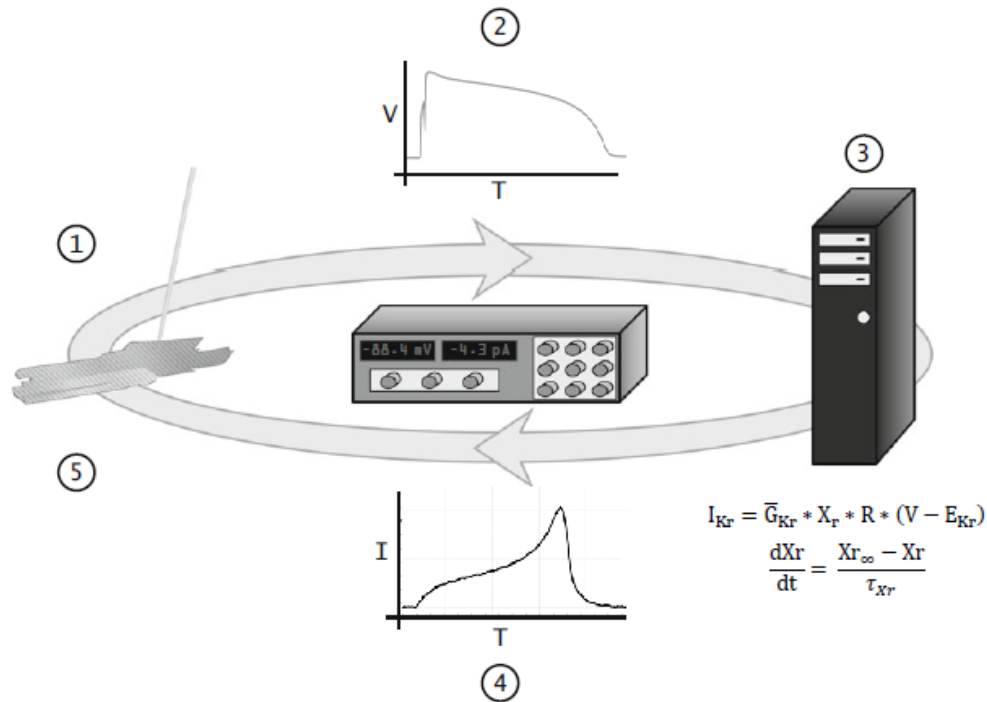 2
V
T
3
1
-88.4 mV
-4.3 pA
5
I
T
4
I_Kr = G̅_Kr * X_r * R * (V − E_Kr)
dXr/dt = (Xr_∞ − Xr)/τ_Xr